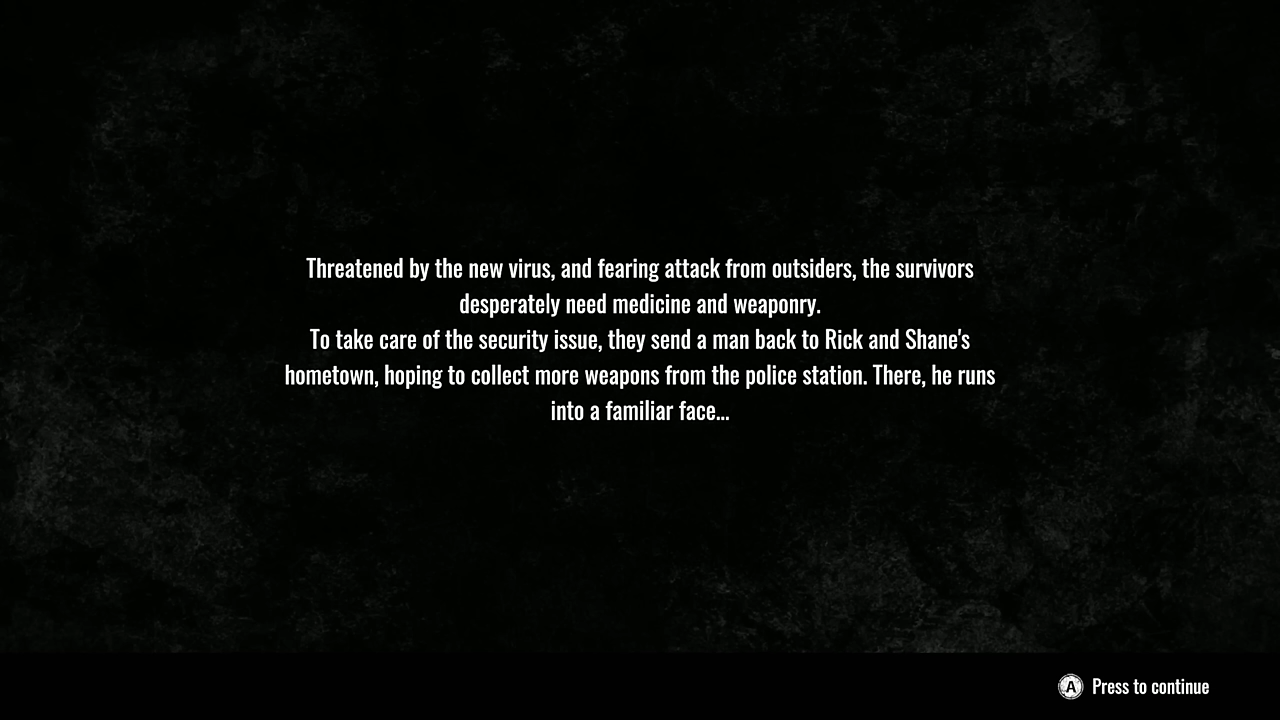 Threatened by the new virus, and fearing attack from outsiders, the survivors
desperately need medicine and weaponry.
To take care of the security issue, they send a man back to Rick and Shane's
hometown, hoping to collect more weapons from the police station. There, he runs
into a familiar face...
A Press to continue